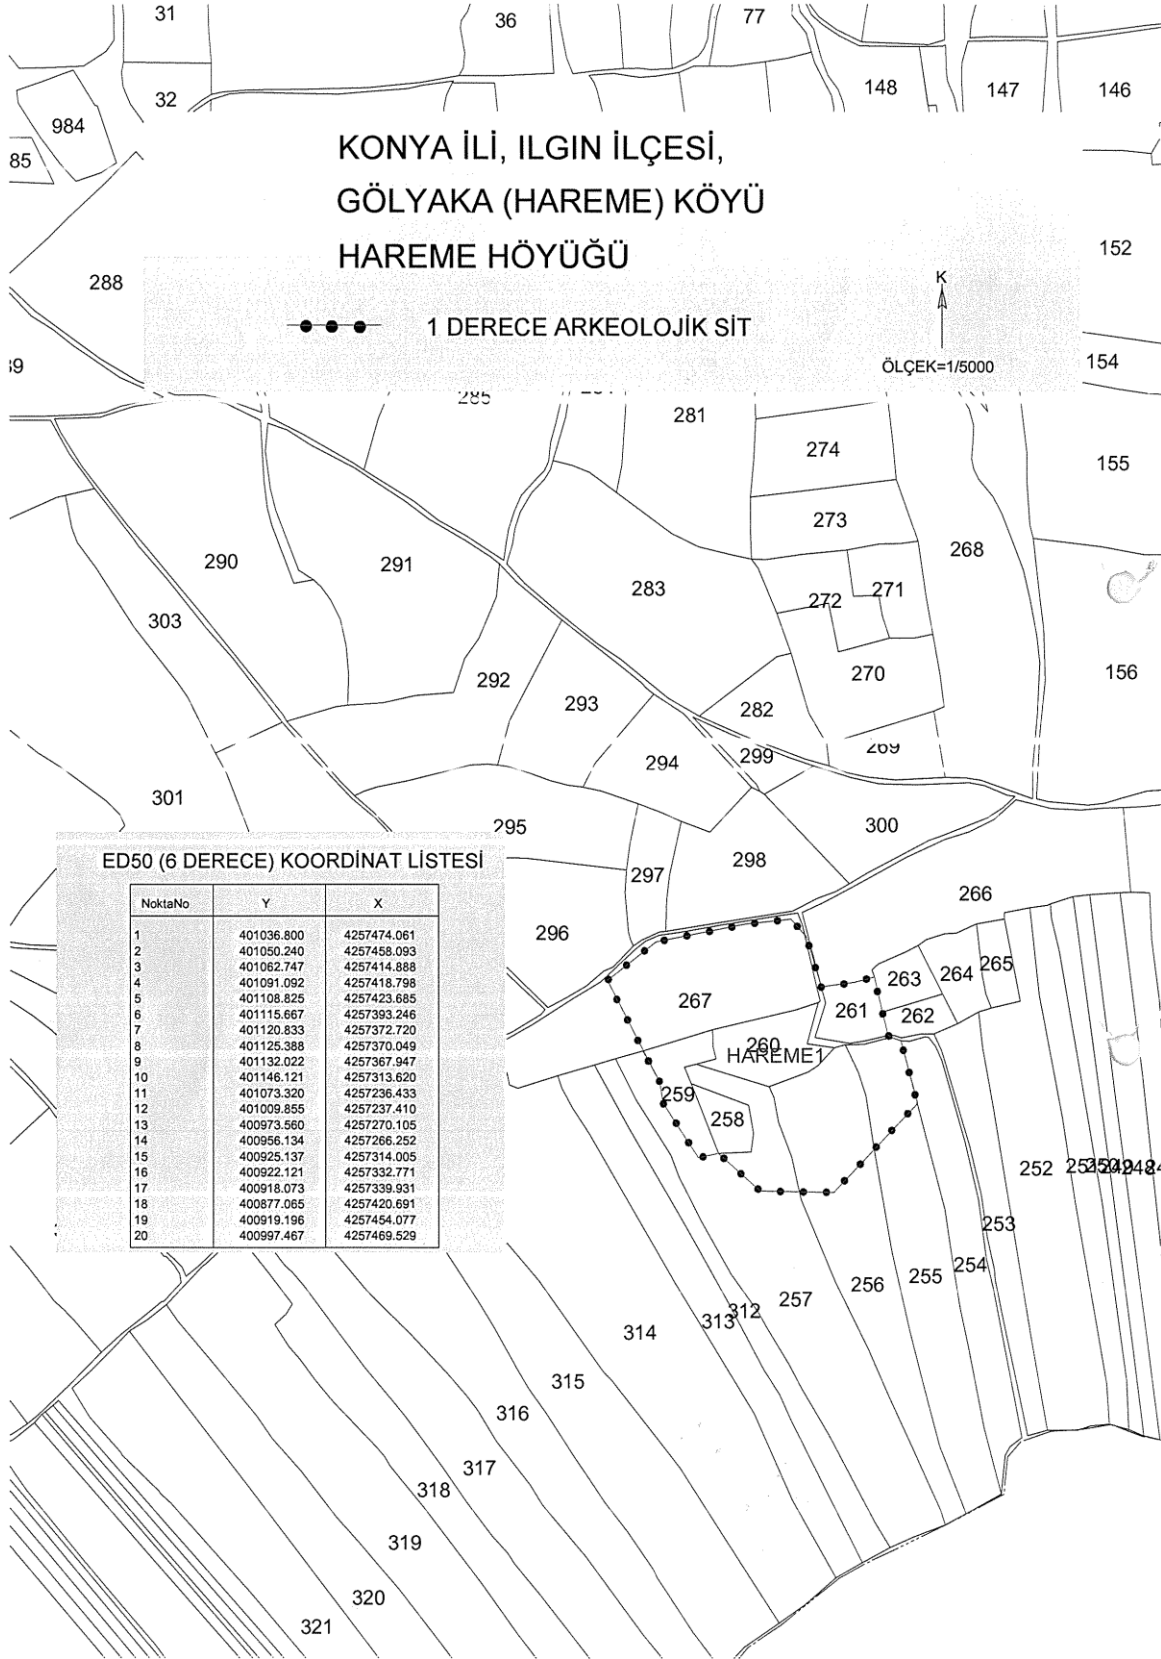 31
36
77
32
148
147
146
984
85
KONYA İLİ, ILGIN İLÇESİ,
GÖLYAKA (HAREME) KÖYÜ
HAREME HÖYÜĞÜ
152
288
K
1 DERECE ARKEOLOJİK SİT
ÖLÇEK=1/5000
154
285
281
274
155
273
290
291
283
268
272
271
303
292
293
270
156
282
294
299
269
301
295
300
298
297
296
266
ED50 (6 DERECE) KOORDİNAT LİSTESİ
NoktaNo Y X
1 401036.800 4257474.061
2 401050.240 4257458.093
3 401062.747 4257414.888
4 401091.092 4257418.798
5 401108.825 4257423.685
6 401115.667 4257393.246
7 401120.833 4257372.720
8 401125.388 4257370.049
9 401132.022 4257367.947
10 401146.121 4257313.620
11 401073.320 4257236.433
12 401009.855 4257237.410
13 400973.560 4257270.105
14 400956.134 4257266.252
15 400925.137 4257314.005
16 400922.121 4257332.771
17 400918.073 4257339.931
18 400877.065 4257420.691
19 400919.196 4257454.077
20 400997.467 4257469.529
263
264
265
267
261
262
260
HAREME1
259
258
252
253
254
255
256
257
312
313
314
315
316
317
318
319
320
321